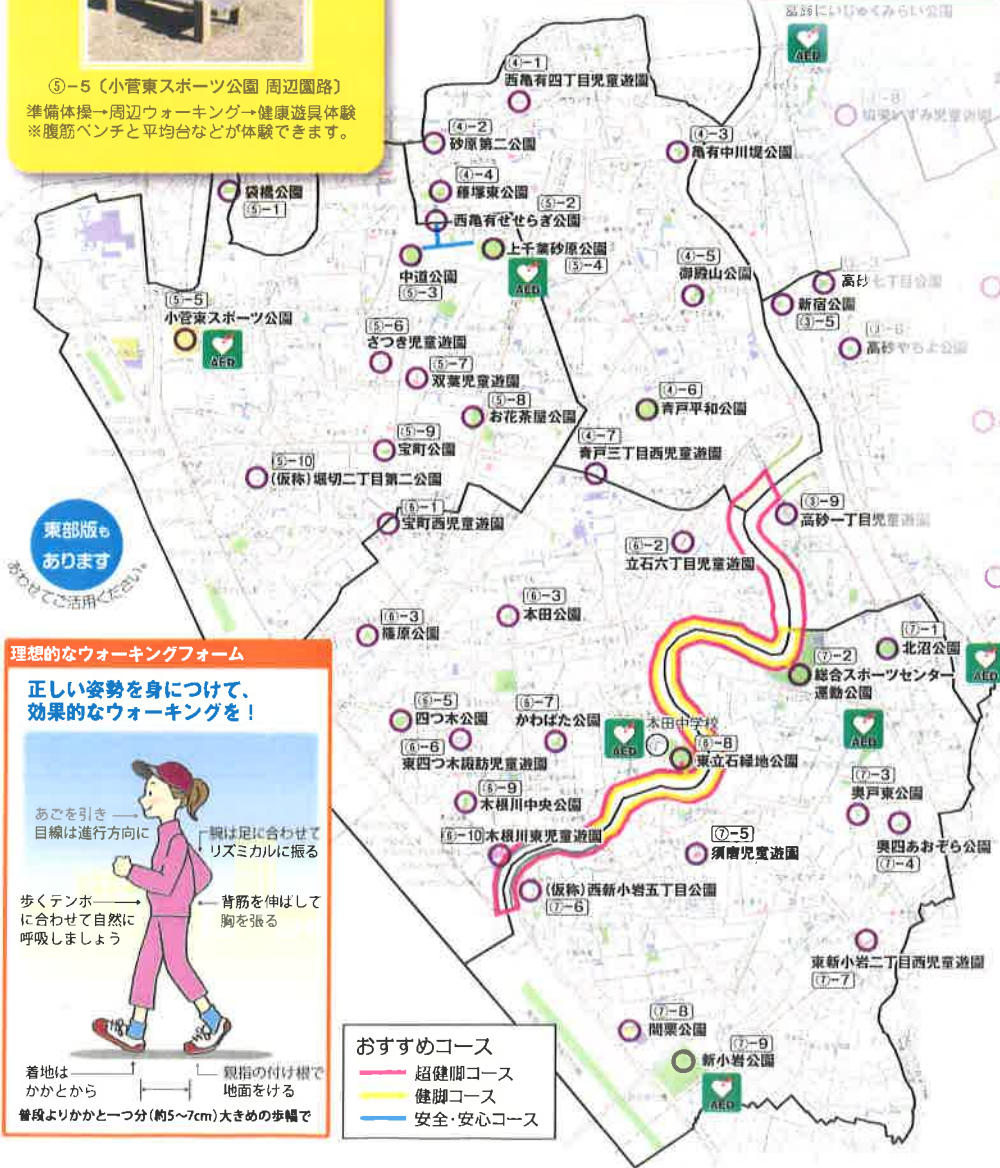 ⑤-5〔小菅東スポーツ公園 周辺園路〕
準備体操→周辺ウォーキング→健康遊具体験
※腹筋ベンチと平均台などが体験できます。
葛飾にいじゅくみらい公園
AED
④-1
西亀有四丁目児童遊園
④-2
砂原第二公園
④-3
亀有中川堤公園
④-4
藤塚東公園
⑤-2
西亀有せせらぎ公園
袋橋公園
⑤-1
上千葉砂原公園
⑤-4
AED
中道公園
⑤-3
④-5
御殿山公園
高砂七丁目公園
新宿公園
③-5
高砂やちよ公園
⑤-5
小菅東スポーツ公園
AED
⑤-6
さつき児童遊園
⑤-7
双葉児童遊園
⑤-8
お花茶屋公園
④-6
青戸平和公園
⑤-9
宝町公園
④-7
青戸三丁目西児童遊園
⑤-10
(仮称)堀切二丁目第二公園
⑥-1
宝町西児童遊園
③-9
高砂一丁目児童遊園
東部版も
あります
あわせてご活用ください。
⑥-2
立石六丁目児童遊園
⑥-3
本田公園
⑥-3
篠原公園
⑦-1
北沼公園
AED
⑦-2
総合スポーツセンター
運動公園
AED
⑥-5
四つ木公園
⑥-6
東四つ木諏訪児童遊園
⑥-7
かわばた公園
AED
本田中学校
⑥-8
東立石緑地公園
⑥-9
木根川中央公園
⑦-3
奥戸東公園
奥四あおぞら公園
⑦-4
⑥-10木根川東児童遊園
⑦-5
須磨児童遊園
(仮称)西新小岩五丁目公園
⑦-6
東新小岩二丁目西児童遊園
⑦-7
⑦-8
間栗公園
⑦-9
新小岩公園
AED
理想的なウォーキングフォーム
正しい姿勢を身につけて、
効果的なウォーキングを！
あごを引き
目線は進行方向に
腕は足に合わせて
リズミカルに振る
歩くテンポ
に合わせて自然に
呼吸しましょう
背筋を伸ばして
胸を張る
着地は
かかとから
親指の付け根で
地面をける
普段よりかかと一つ分(約5〜7cm)大きめの歩幅で
おすすめコース
超健脚コース
健脚コース
安全・安心コース